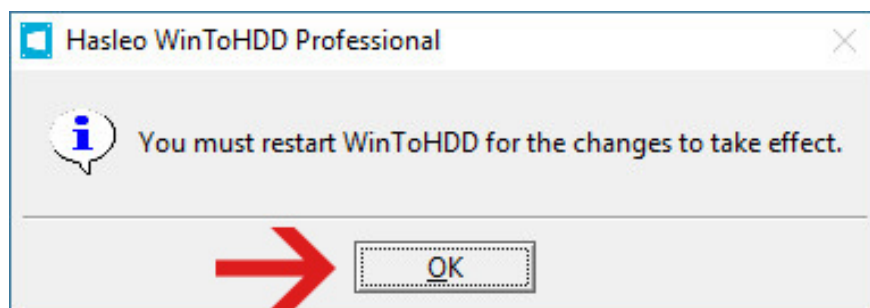 Hasleo WinToHDD Professional
You must restart WinToHDD for the changes to take effect.
OK